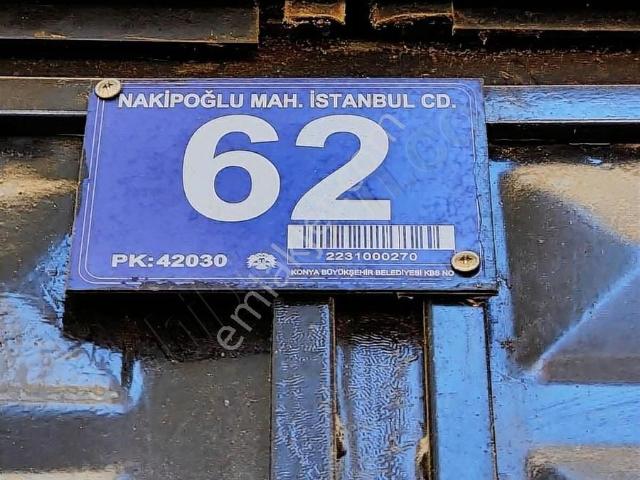 NAKİPOĞLU MAH. İSTANBUL CD.
62
2231000270
PK:42030
KONYA BÜYÜKŞEHİR BELEDİYESİ KBS NO